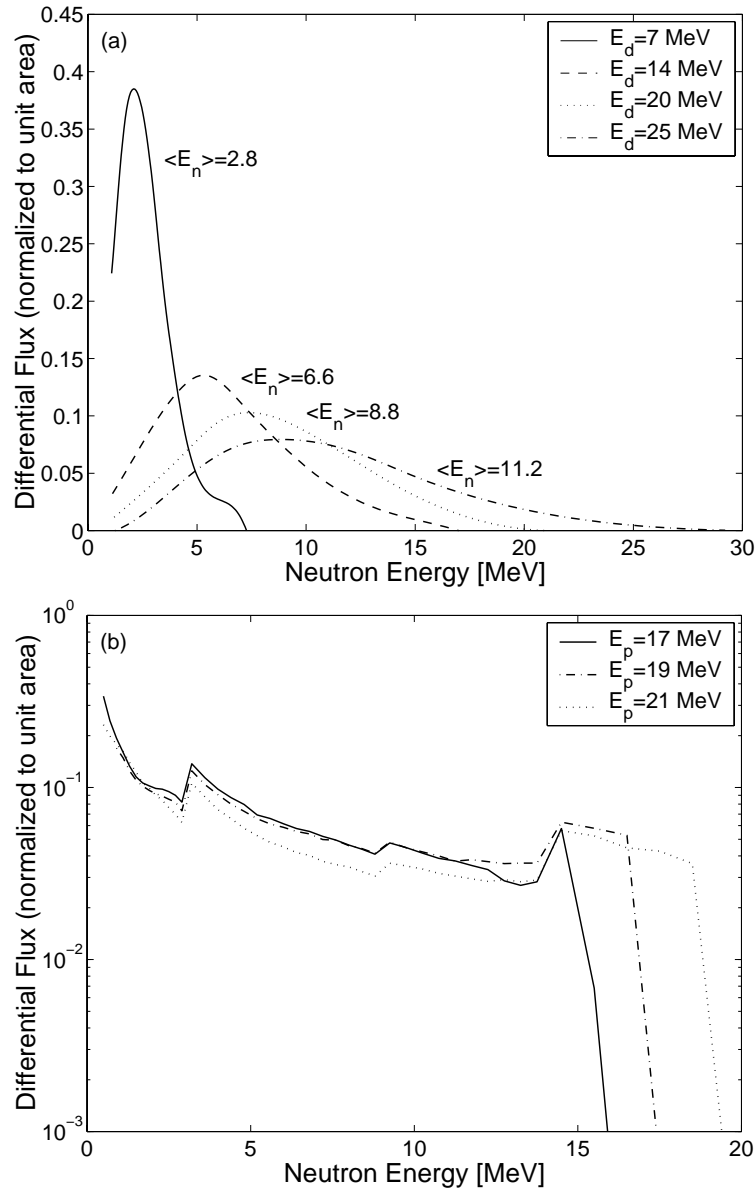 (a)
E_d=7 MeV
E_d=14 MeV
E_d=20 MeV
E_d=25 MeV
<E_n>=2.8
<E_n>=6.6
<E_n>=8.8
<E_n>=11.2
0.45
0.4
0.35
0.3
0.25
0.2
0.15
0.1
0.05
0
Differential Flux (normalized to unit area)
0 5 10 15 20 25 30
Neutron Energy [MeV]
(b)
E_p=17 MeV
E_p=19 MeV
E_p=21 MeV
10^0
10^-1
10^-2
10^-3
Differential Flux (normalized to unit area)
0 5 10 15 20
Neutron Energy [MeV]